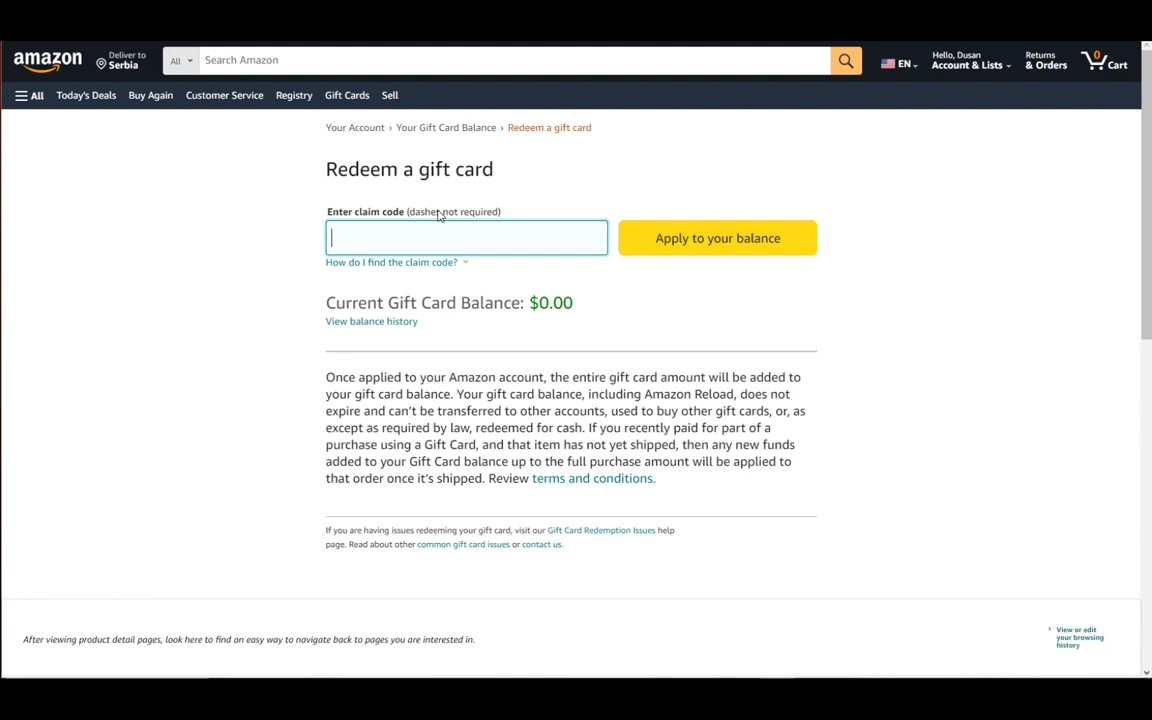 amazon
Deliver to
Serbia
All
Search Amazon
EN
Hello, Dusan
Account & Lists
Returns
& Orders
0
Cart
All
Today's Deals
Buy Again
Customer Service
Registry
Gift Cards
Sell
Your Account › Your Gift Card Balance › Redeem a gift card
Redeem a gift card
Enter claim code (dashes not required)
Apply to your balance
How do I find the claim code?
Current Gift Card Balance: $0.00
View balance history
Once applied to your Amazon account, the entire gift card amount will be added to
your gift card balance. Your gift card balance, including Amazon Reload, does not
expire and can't be transferred to other accounts, used to buy other gift cards, or, as
except as required by law, redeemed for cash. If you recently paid for part of a
purchase using a Gift Card, and that item has not yet shipped, then any new funds
added to your Gift Card balance up to the full purchase amount will be applied to
that order once it's shipped. Review terms and conditions.
If you are having issues redeeming your gift card, visit our Gift Card Redemption Issues help
page. Read about other common gift card issues or contact us.
After viewing product detail pages, look here to find an easy way to navigate back to pages you are interested in.
› View or edit
your browsing
history